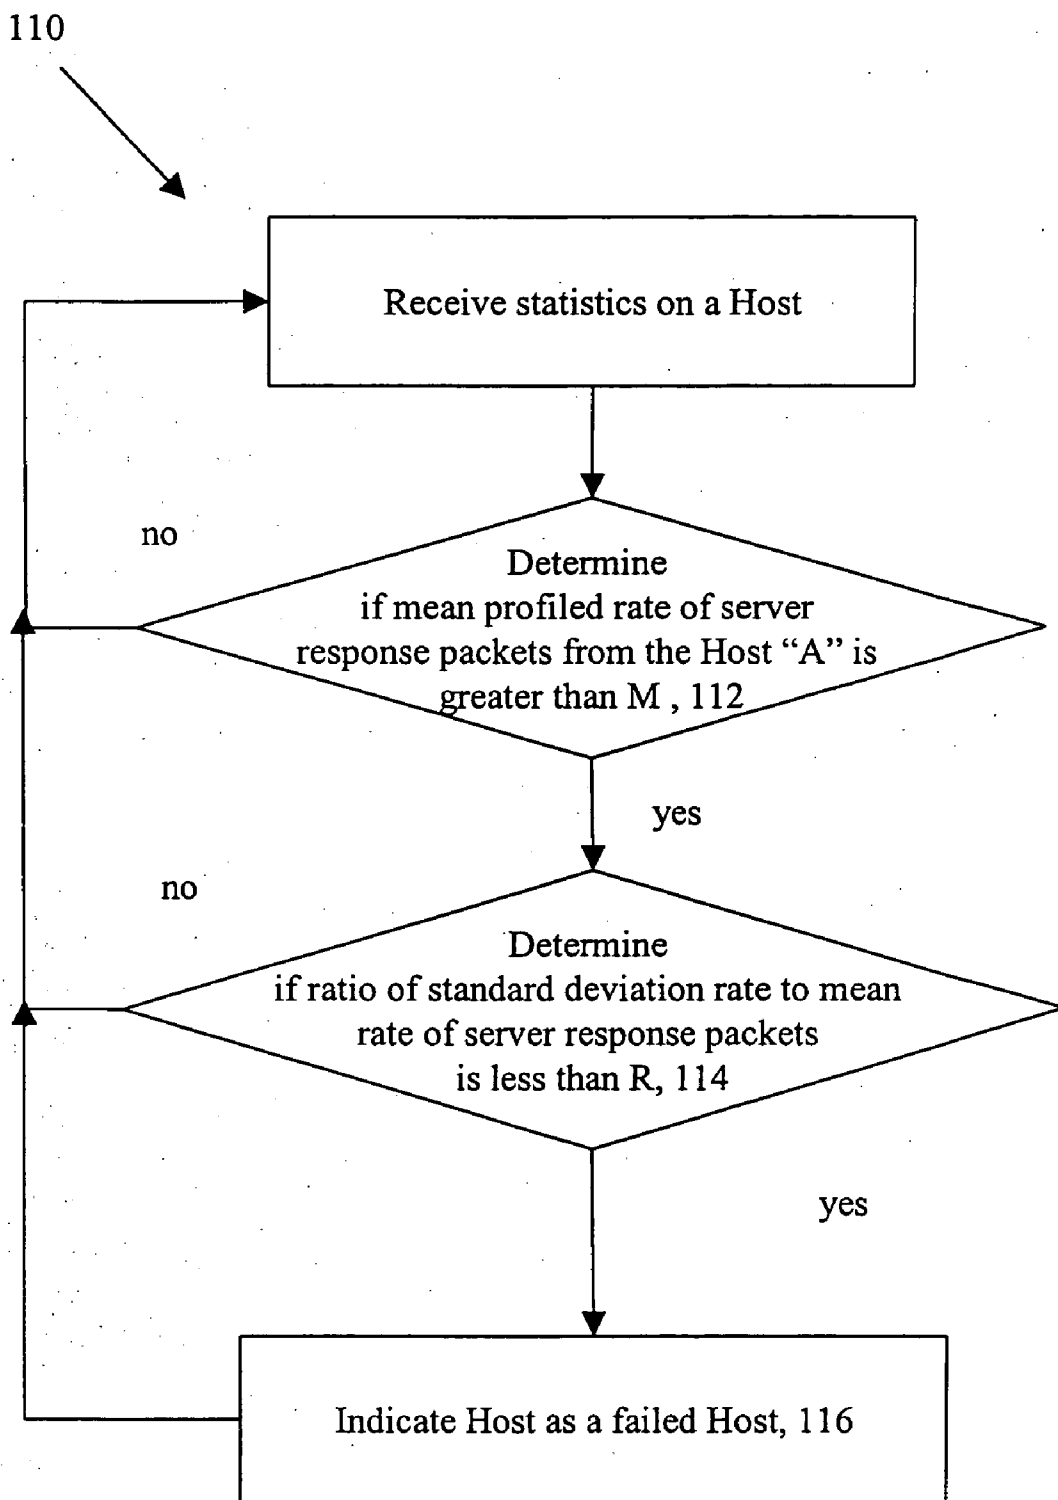 110
Receive statistics on a Host
no
Determine
if mean profiled rate of server
response packets from the Host “A” is
greater than M , 112
yes
no
Determine
if ratio of standard deviation rate to mean
rate of server response packets
is less than R, 114
yes
Indicate Host as a failed Host, 116